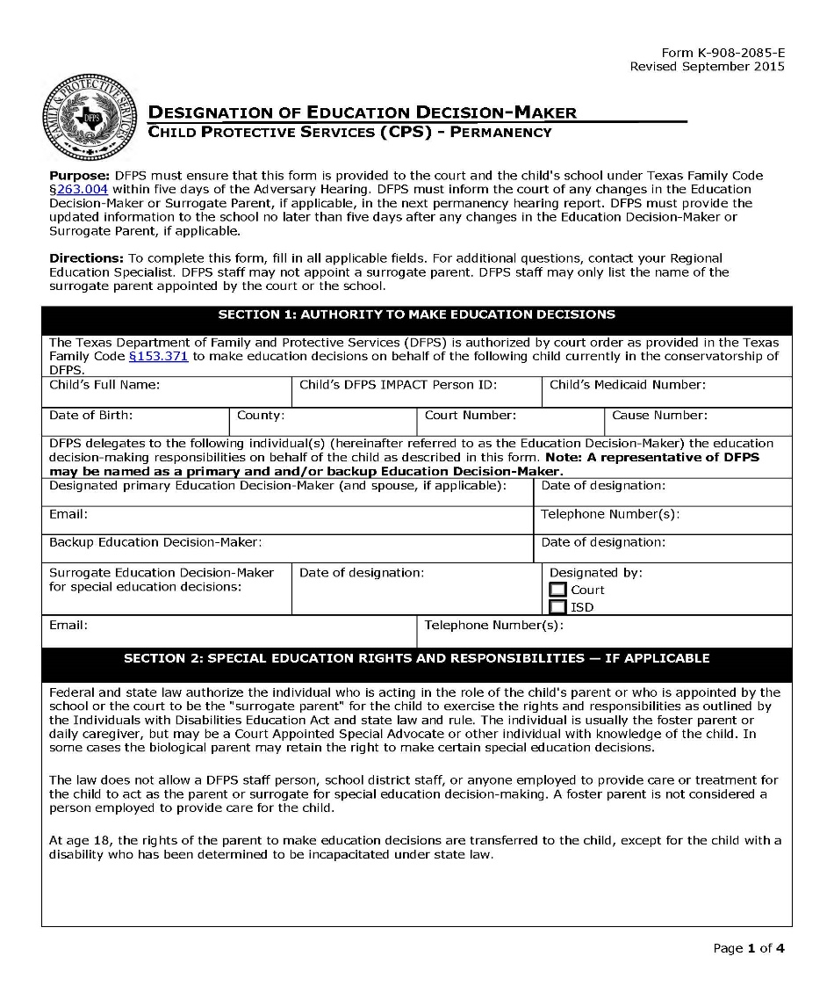 Form K-908-2085-E
Revised September 2015
FAMILY & PROTECTIVE SERVICES
DFPS
DESIGNATION OF EDUCATION DECISION-MAKER
CHILD PROTECTIVE SERVICES (CPS) - PERMANENCY
Purpose: DFPS must ensure that this form is provided to the court and the child's school under Texas Family Code
§263.004 within five days of the Adversary Hearing. DFPS must inform the court of any changes in the Education
Decision-Maker or Surrogate Parent, if applicable, in the next permanency hearing report. DFPS must provide the
updated information to the school no later than five days after any changes in the Education Decision-Maker or
Surrogate Parent, if applicable.
Directions: To complete this form, fill in all applicable fields. For additional questions, contact your Regional
Education Specialist. DFPS staff may not appoint a surrogate parent. DFPS staff may only list the name of the
surrogate parent appointed by the court or the school.
SECTION 1: AUTHORITY TO MAKE EDUCATION DECISIONS
The Texas Department of Family and Protective Services (DFPS) is authorized by court order as provided in the Texas
Family Code §153.371 to make education decisions on behalf of the following child currently in the conservatorship of
DFPS.
Child's Full Name: Child's DFPS IMPACT Person ID: Child's Medicaid Number:
Date of Birth: County: Court Number: Cause Number:
DFPS delegates to the following individual(s) (hereinafter referred to as the Education Decision-Maker) the education
decision-making responsibilities on behalf of the child as described in this form. Note: A representative of DFPS
may be named as a primary and and/or backup Education Decision-Maker.
Designated primary Education Decision-Maker (and spouse, if applicable): Date of designation:
Email: Telephone Number(s):
Backup Education Decision-Maker: Date of designation:
Surrogate Education Decision-Maker Date of designation: Designated by:
for special education decisions: Court
ISD
Email: Telephone Number(s):
SECTION 2: SPECIAL EDUCATION RIGHTS AND RESPONSIBILITIES — IF APPLICABLE
Federal and state law authorize the individual who is acting in the role of the child's parent or who is appointed by the
school or the court to be the "surrogate parent" for the child to exercise the rights and responsibilities as outlined by
the Individuals with Disabilities Education Act and state law and rule. The individual is usually the foster parent or
daily caregiver, but may be a Court Appointed Special Advocate or other individual with knowledge of the child. In
some cases the biological parent may retain the right to make certain special education decisions.
The law does not allow a DFPS staff person, school district staff, or anyone employed to provide care or treatment for
the child to act as the parent or surrogate for special education decision-making. A foster parent is not considered a
person employed to provide care for the child.
At age 18, the rights of the parent to make education decisions are transferred to the child, except for the child with a
disability who has been determined to be incapacitated under state law.
Page 1 of 4